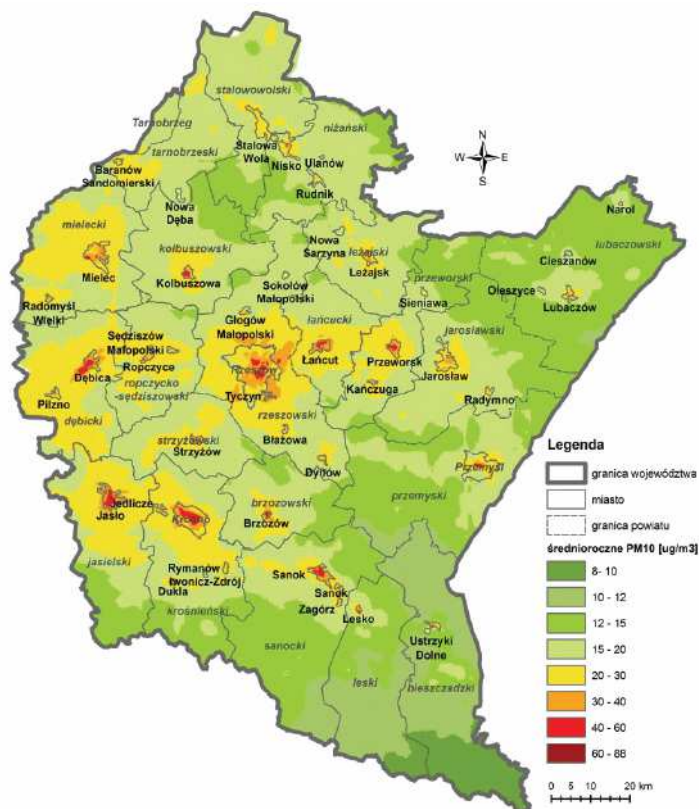 stalowowolski
Tarnobrzeg
niżański
tarnobrzeski
Stalowa
Wola
Nisko
Ulanów
Rudnik
Baranów
Sandomierski
N
W E
S
Nowa
Dęba
Narol
lubaczowski
Cieszanów
Oleszyce
Lubaczów
mielecki
Mielec
kolbuszowski
Kolbuszowa
Nowa
Sarzyna
leżajski
Leżajsk
przeworski
Sieniawa
Radomyśl
Wielki
Sokołów
Małopolski
Głogów
Małopolski
łańcucki
jarosławski
Sędziszów
Małopolski
Ropczyce
Dębica
Rzeszów
Łańcut
Przeworsk
Jarosław
ropczycko
-sędziszowski
Pilzno
Tyczyn
Kańczuga
Radymno
dębicki
rzeszowski
strzyżowski
Strzyżów
Błażowa
Dynów
Przemyśl
przemyski
Jedlicze
Jasło
Krosno
brzozowski
Brzozów
jasielski
Rymanów
Iwonicz-Zdrój
Dukla
krośnieński
Sanok
Sanok
Zagórz
Lesko
Ustrzyki
Dolne
sanocki
leski
bieszczadzki
Legenda
granica województwa
miasto
granica powiatu
średnioroczne PM10 [ug/m3]
8- 10
10 - 12
12 - 15
15 - 20
20 - 30
30 - 40
40 - 60
60 - 88
0 5 10 20 km